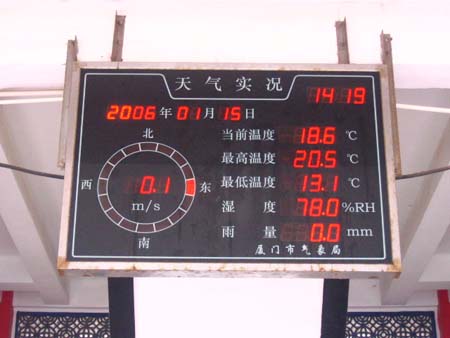 天气实况
14 19
2006年 01月 15日
北
西 东
南
0.1
m/s
当前温度 18.6 ℃
最高温度 20.5 ℃
最低温度 13.1 ℃
湿度 78.0 %RH
雨量 0.0 mm
厦门市气象局